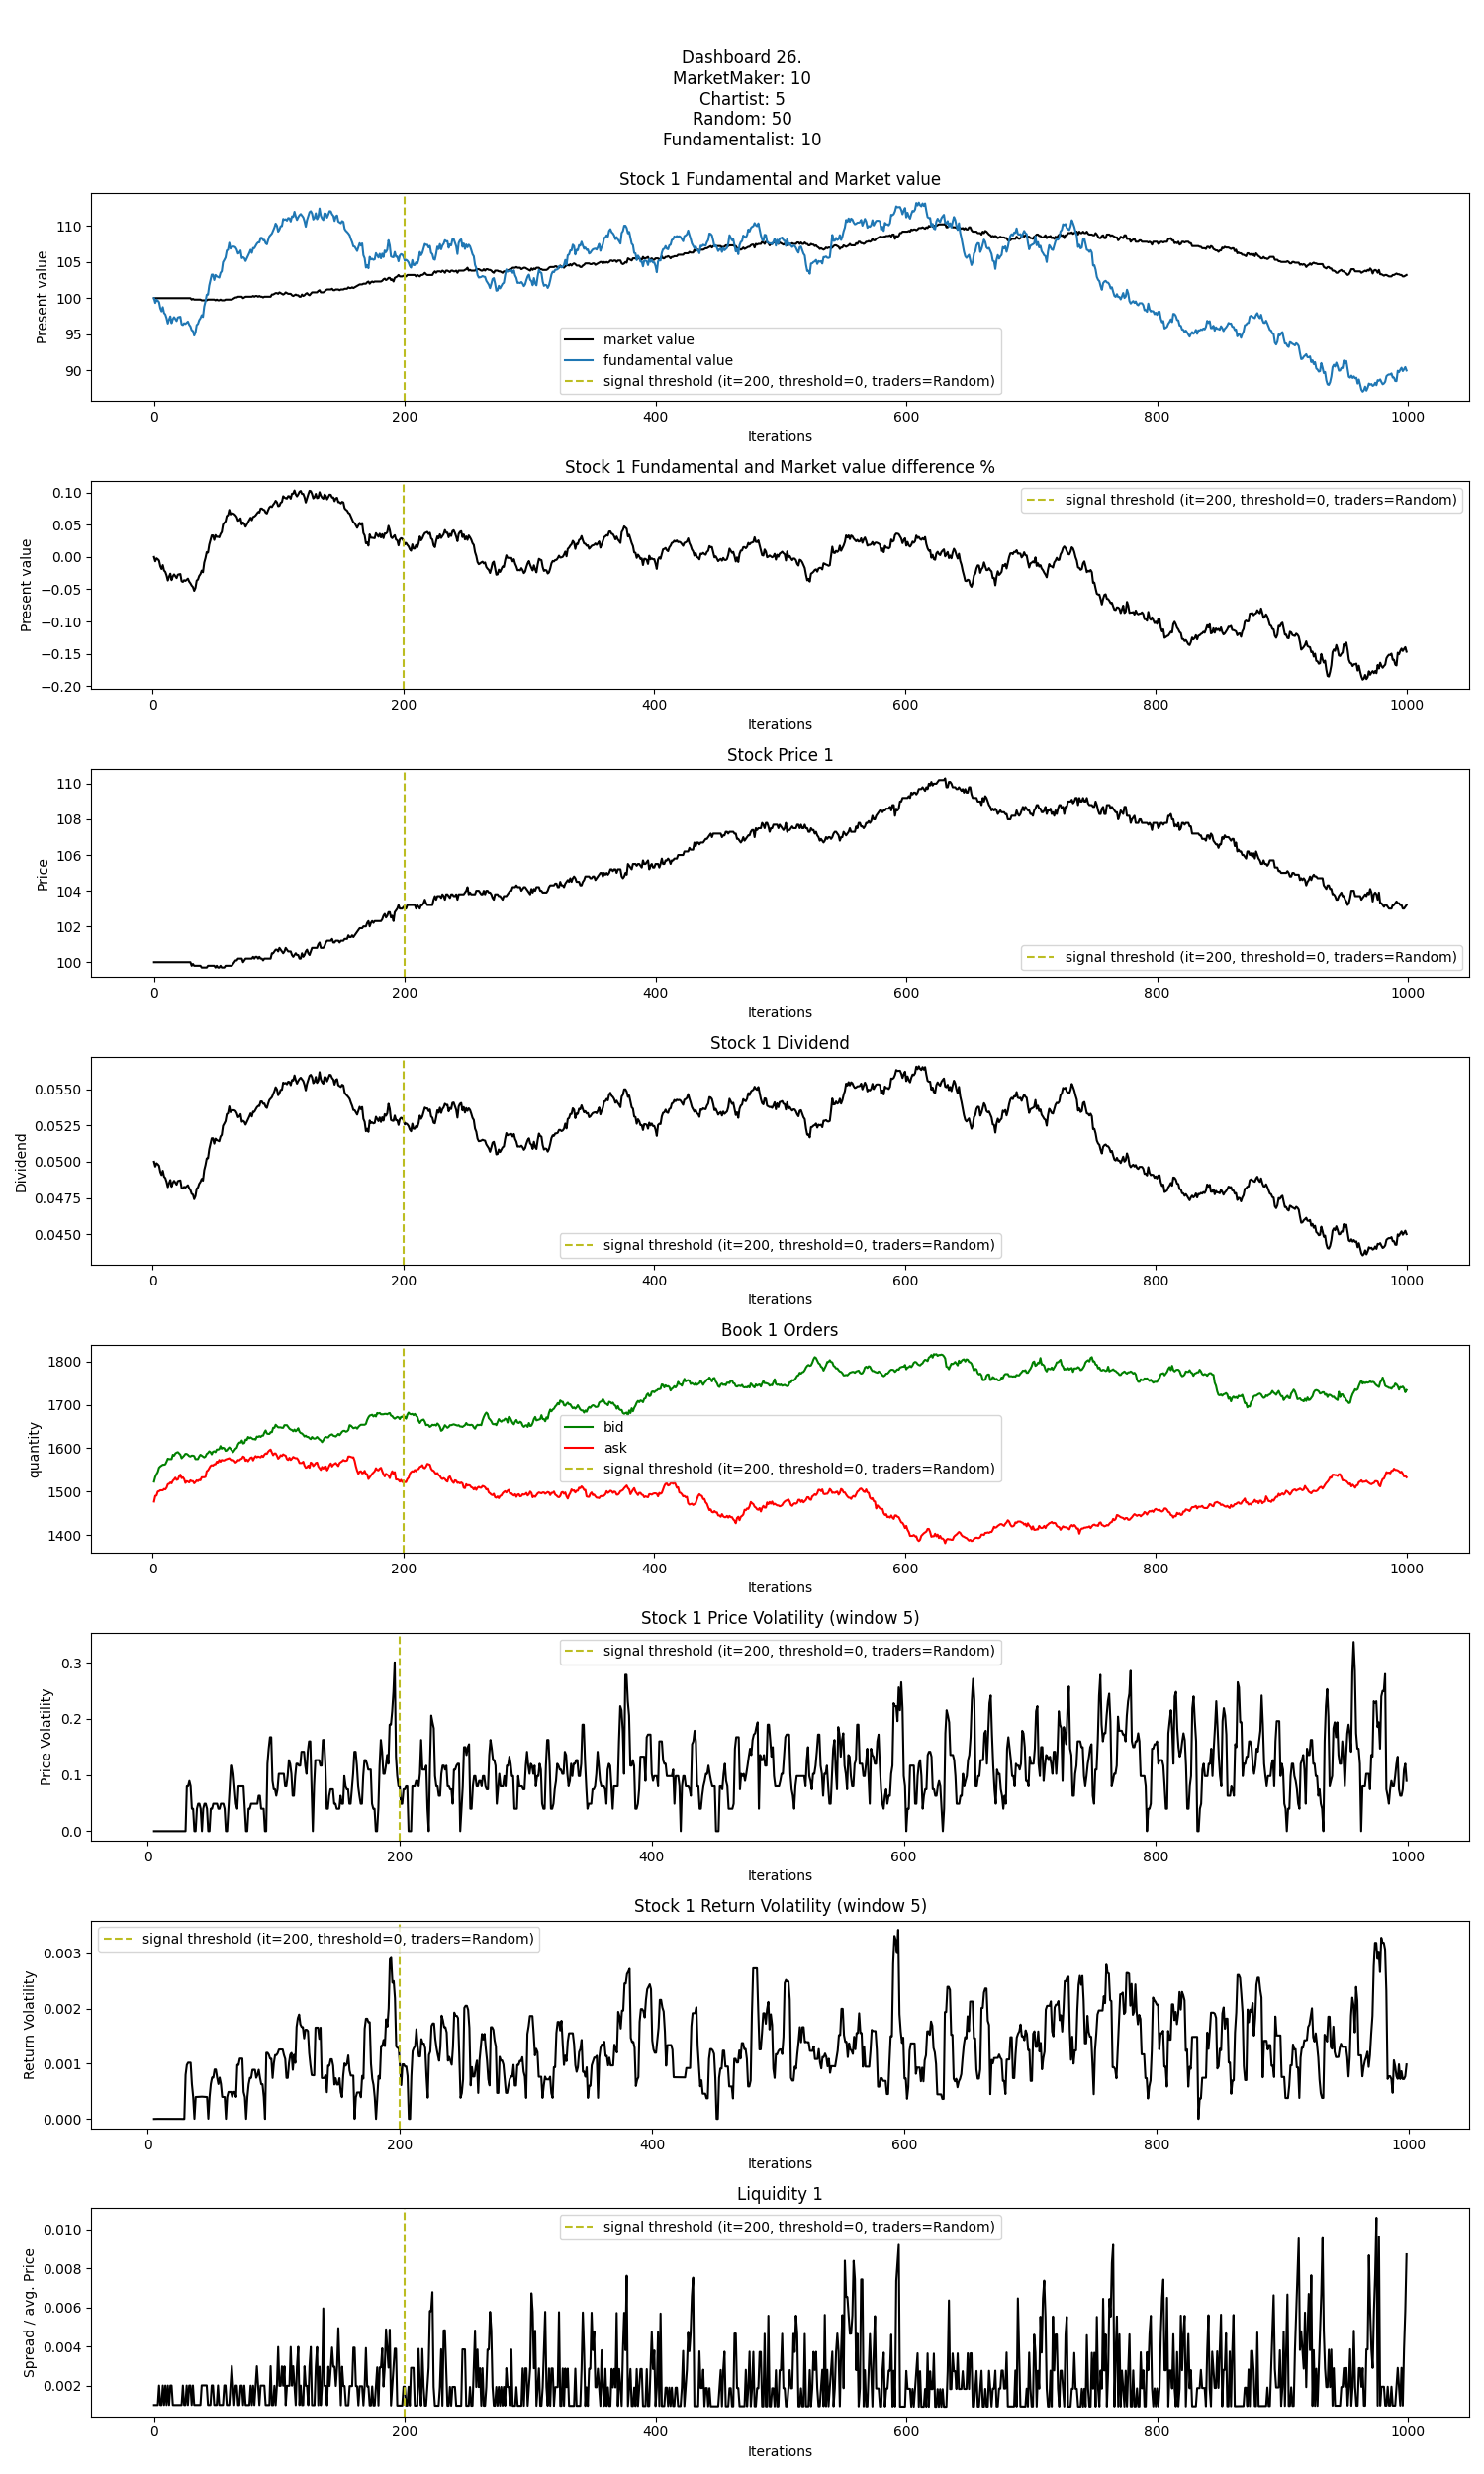 Dashboard 26.
MarketMaker: 10
Chartist: 5
Random: 50
Fundamentalist: 10
Stock 1 Fundamental and Market value
Present value
110
105
100
95
90
market value
fundamental value
signal threshold (it=200, threshold=0, traders=Random)
0 200 400 600 800 1000
Iterations
Stock 1 Fundamental and Market value difference %
Present value
0.10
0.05
0.00
−0.05
−0.10
−0.15
−0.20
signal threshold (it=200, threshold=0, traders=Random)
0 200 400 600 800 1000
Iterations
Stock Price 1
Price
110
108
106
104
102
100
signal threshold (it=200, threshold=0, traders=Random)
0 200 400 600 800 1000
Iterations
Stock 1 Dividend
Dividend
0.0550
0.0525
0.0500
0.0475
0.0450
signal threshold (it=200, threshold=0, traders=Random)
0 200 400 600 800 1000
Iterations
Book 1 Orders
quantity
1800
1700
1600
1500
1400
bid
ask
signal threshold (it=200, threshold=0, traders=Random)
0 200 400 600 800 1000
Iterations
Stock 1 Price Volatility (window 5)
Price Volatility
0.3
0.2
0.1
0.0
signal threshold (it=200, threshold=0, traders=Random)
0 200 400 600 800 1000
Iterations
Stock 1 Return Volatility (window 5)
Return Volatility
0.003
0.002
0.001
0.000
signal threshold (it=200, threshold=0, traders=Random)
0 200 400 600 800 1000
Iterations
Liquidity 1
Spread / avg. Price
0.010
0.008
0.006
0.004
0.002
signal threshold (it=200, threshold=0, traders=Random)
0 200 400 600 800 1000
Iterations